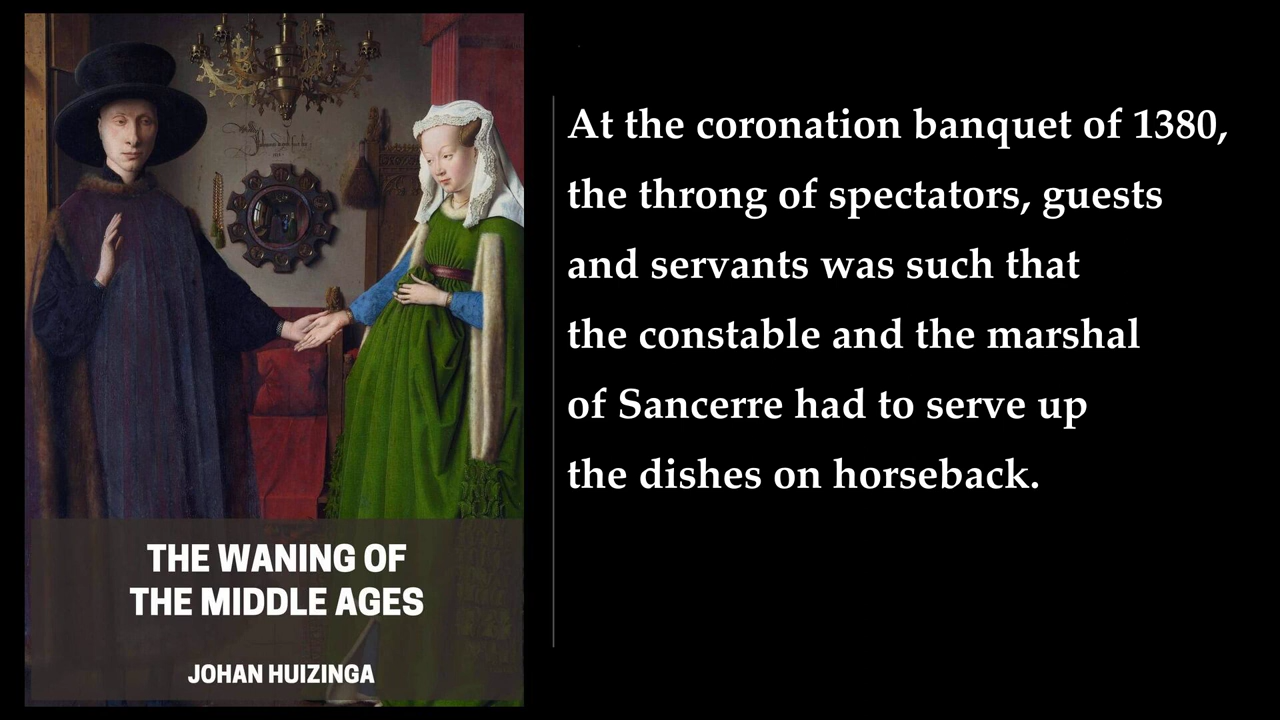 THE WANING OF
THE MIDDLE AGES
JOHAN HUIZINGA
At the coronation banquet of 1380,
the throng of spectators, guests
and servants was such that
the constable and the marshal
of Sancerre had to serve up
the dishes on horseback.